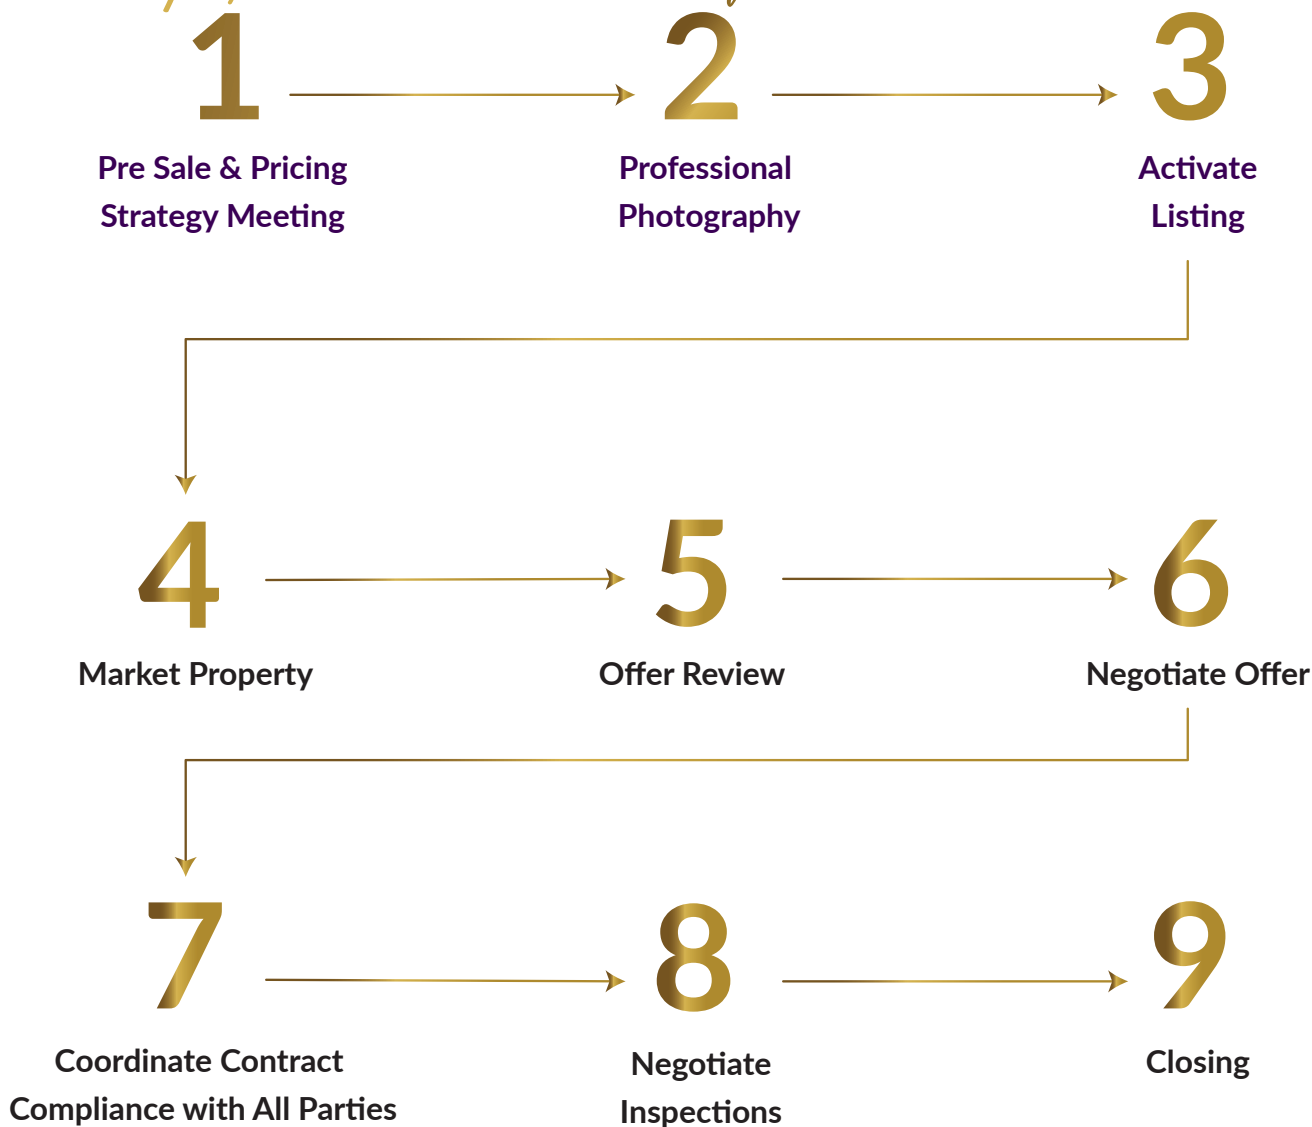 1
2
3
Pre Sale & Pricing
Strategy Meeting
Professional
Photography
Activate
Listing
4
5
6
Market Property
Offer Review
Negotiate Offer
7
8
9
Coordinate Contract
Compliance with All Parties
Negotiate
Inspections
Closing